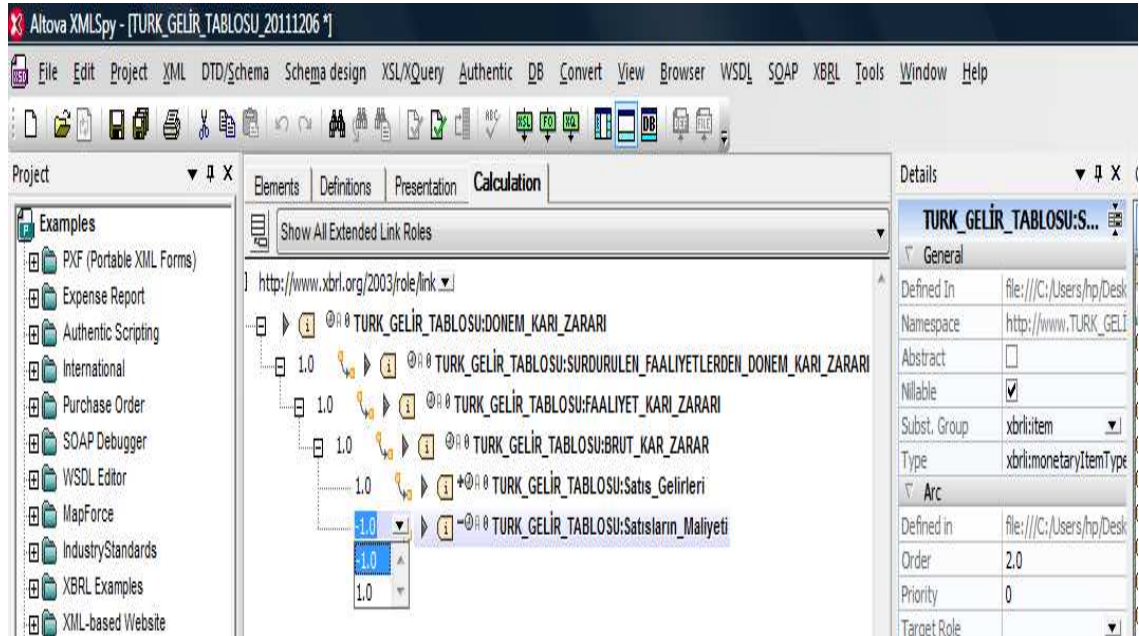 Altova XMLSpy - [TURK_GELİR_TABLOSU_20111206 *]
File Edit Project XML DTD/Schema Schema design XSL/XQuery Authentic DB Convert View Browser WSDL SOAP XBRL Tools Window Help
Project
Examples
PXF (Portable XML Forms)
Expense Report
Authentic Scripting
International
Purchase Order
SOAP Debugger
WSDL Editor
MapForce
IndustryStandards
XBRL Examples
XML-based Website
Elements Definitions Presentation Calculation
Show All Extended Link Roles
http://www.xbrl.org/2003/role/link
TURK_GELİR_TABLOSU:DONEM_KARI_ZARARI
1.0 TURK_GELİR_TABLOSU:SURDURULEN_FAALIYETLERDEN_DONEM_KARI_ZARARI
1.0 TURK_GELİR_TABLOSU:FAALIYET_KARI_ZARARI
1.0 TURK_GELİR_TABLOSU:BRUT_KAR_ZARAR
1.0 TURK_GELİR_TABLOSU:Satıs_Gelirleri
-1.0 TURK_GELİR_TABLOSU:Satısların_Maliyeti
-1.0
1.0
Details
TURK_GELİR_TABLOSU:S...
General
Defined In file:///C:/Users/hp/Desk
Namespace http://www.TURK_GELİ
Abstract
Nillable
Subst. Group xbrli:item
Type xbrli:monetaryItemType
Arc
Defined in file:///C:/Users/hp/Desk
Order 2.0
Priority 0
Target Role